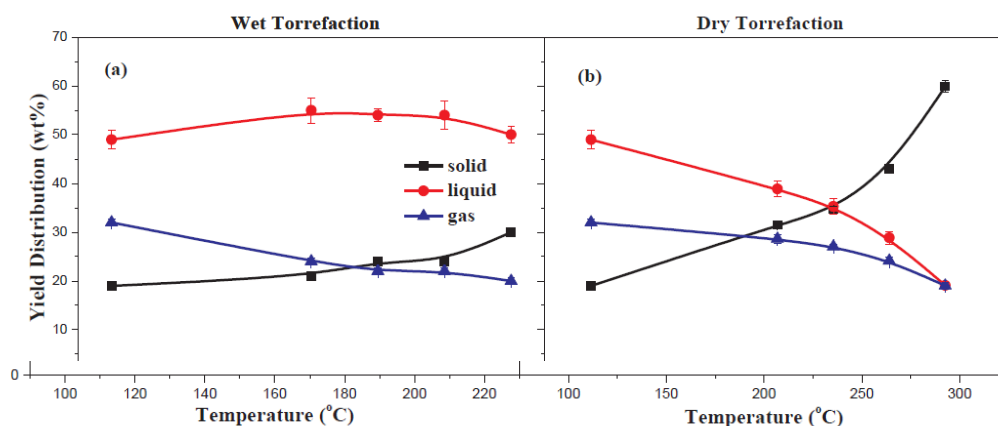 Wet Torrefaction
Dry Torrefaction
Yield Distribution (wt%)
70
60
50
40
30
20
10
0
(a)
(b)
solid
liquid
gas
100 120 140 160 180 200 220
100 150 200 250 300
Temperature (°C)
Temperature (°C)